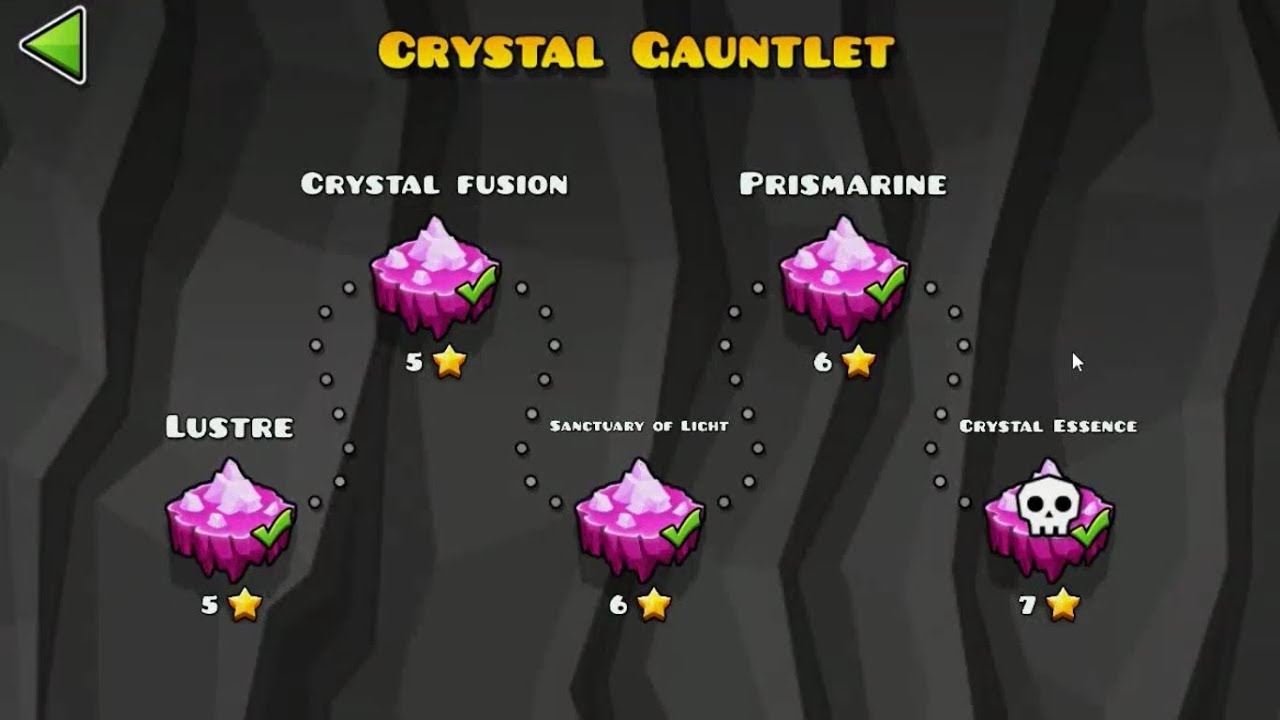 Crystal Gauntlet
Crystal fusion
Prismarine
5
6
Lustre
Sanctuary of Light
Crystal Essence
5
6
7